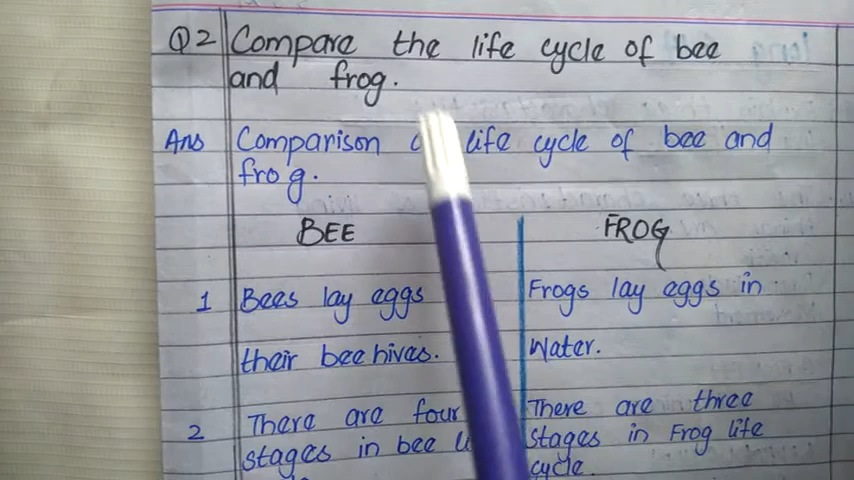 Q2 Compare the life cycle of bee
and frog.
Ans Comparison life cycle of bee and
frog.
BEE FROG
1 Bees lay eggs Frogs lay eggs in
their beehives. Water.
2 There are four There are three
stages in bee stages in Frog life
cycle.